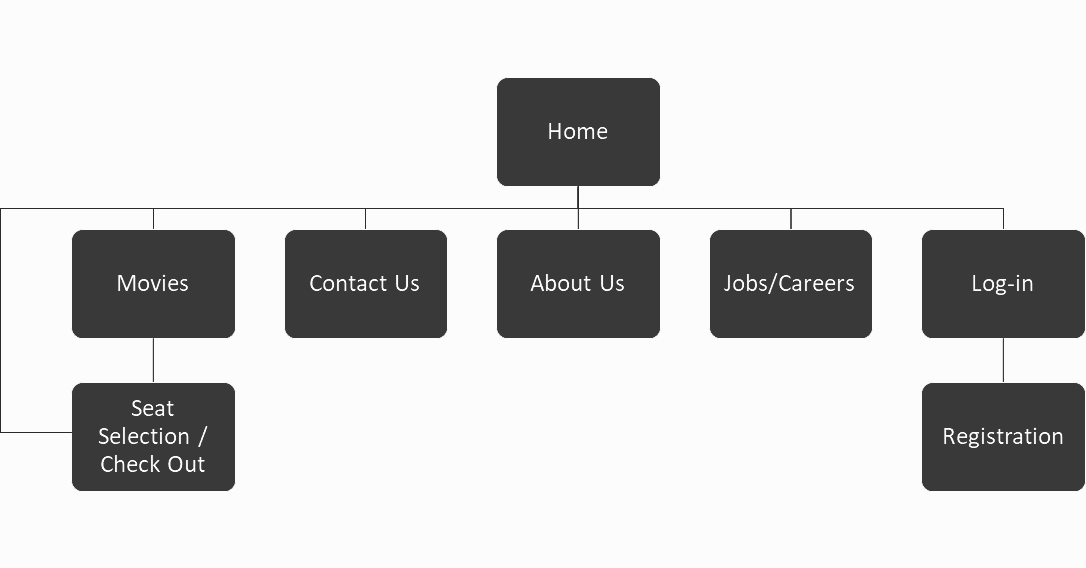 Home
Movies
Contact Us
About Us
Jobs/Careers
Log-in
Seat
Selection /
Check Out
Registration